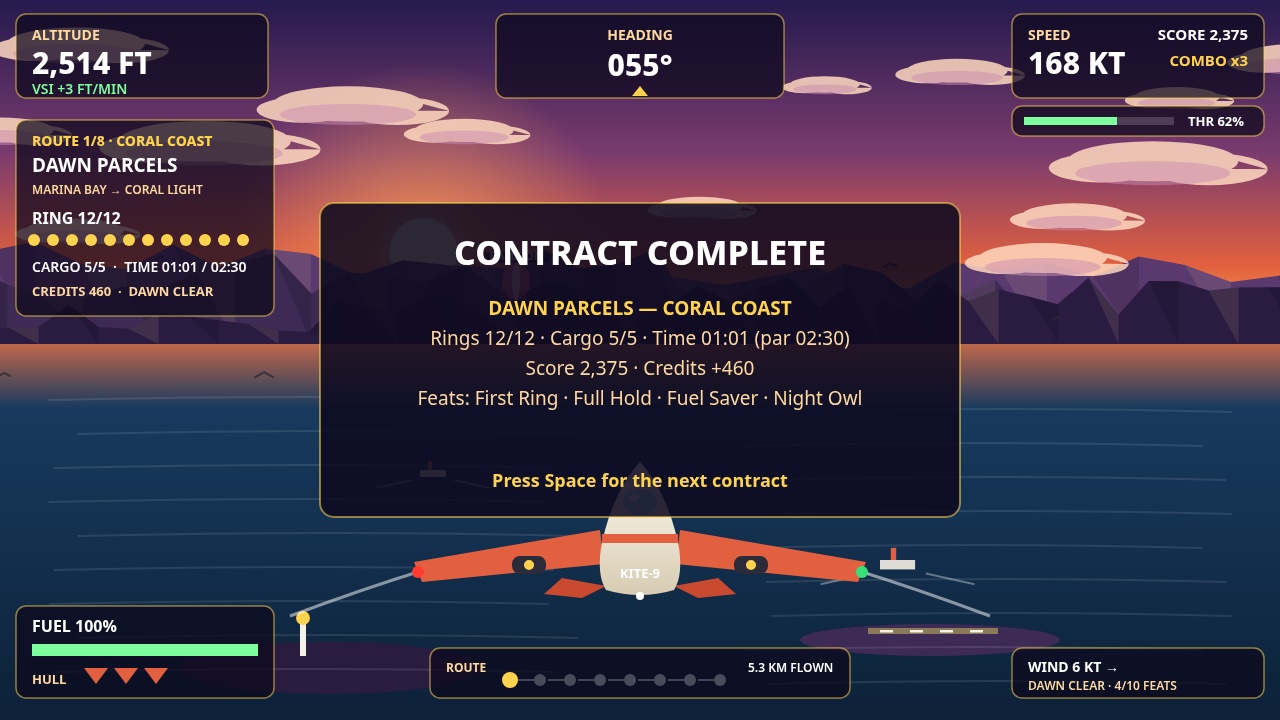 ALTITUDE
2,514 FT
VSI +3 FT/MIN
HEADING
055°
SPEED
168 KT
SCORE 2,375
COMBO x3
THR 62%
ROUTE 1/8 · CORAL COAST
DAWN PARCELS
MARINA BAY → CORAL LIGHT
RING 12/12
CARGO 5/5 · TIME 01:01 / 02:30
CREDITS 460 · DAWN CLEAR
CONTRACT COMPLETE
DAWN PARCELS — CORAL COAST
Rings 12/12 · Cargo 5/5 · Time 01:01 (par 02:30)
Score 2,375 · Credits +460
Feats: First Ring · Full Hold · Fuel Saver · Night Owl
Press Space for the next contract
KITE-9
FUEL 100%
HULL
ROUTE
5.3 KM FLOWN
WIND 6 KT →
DAWN CLEAR · 4/10 FEATS